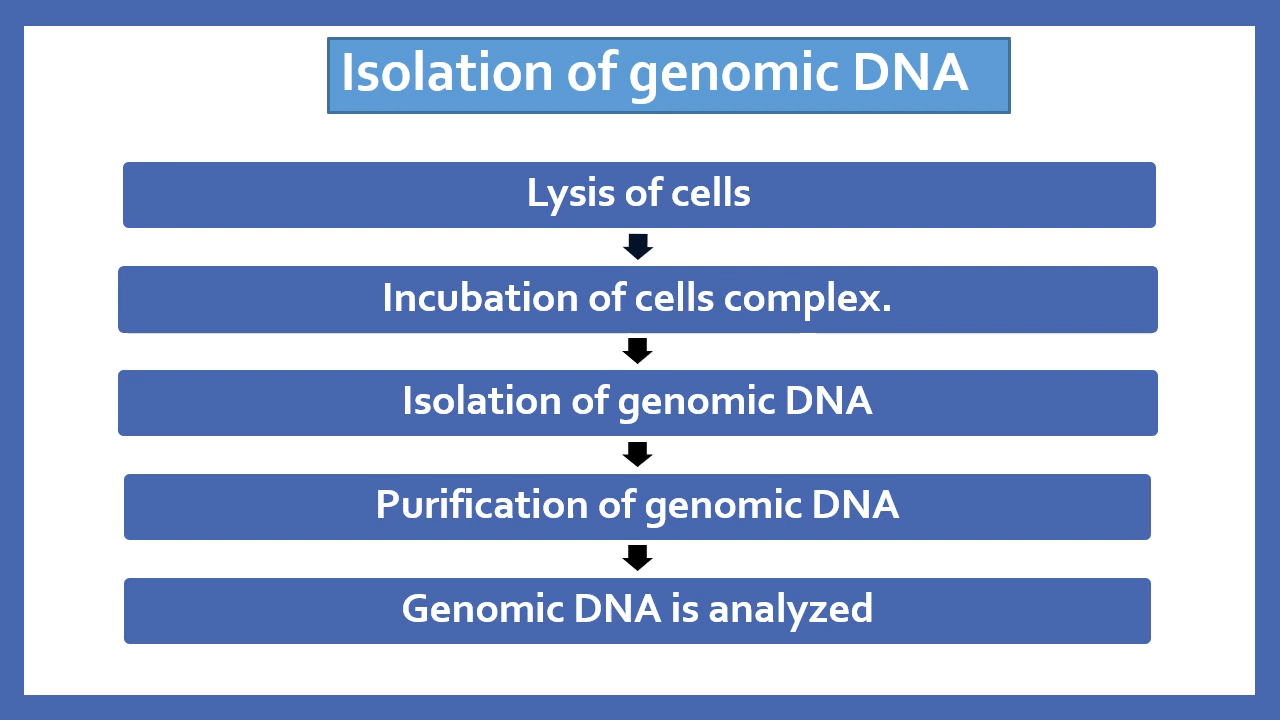 Isolation of genomic DNA
Lysis of cells
Incubation of cells complex.
Isolation of genomic DNA
Purification of genomic DNA
Genomic DNA is analyzed